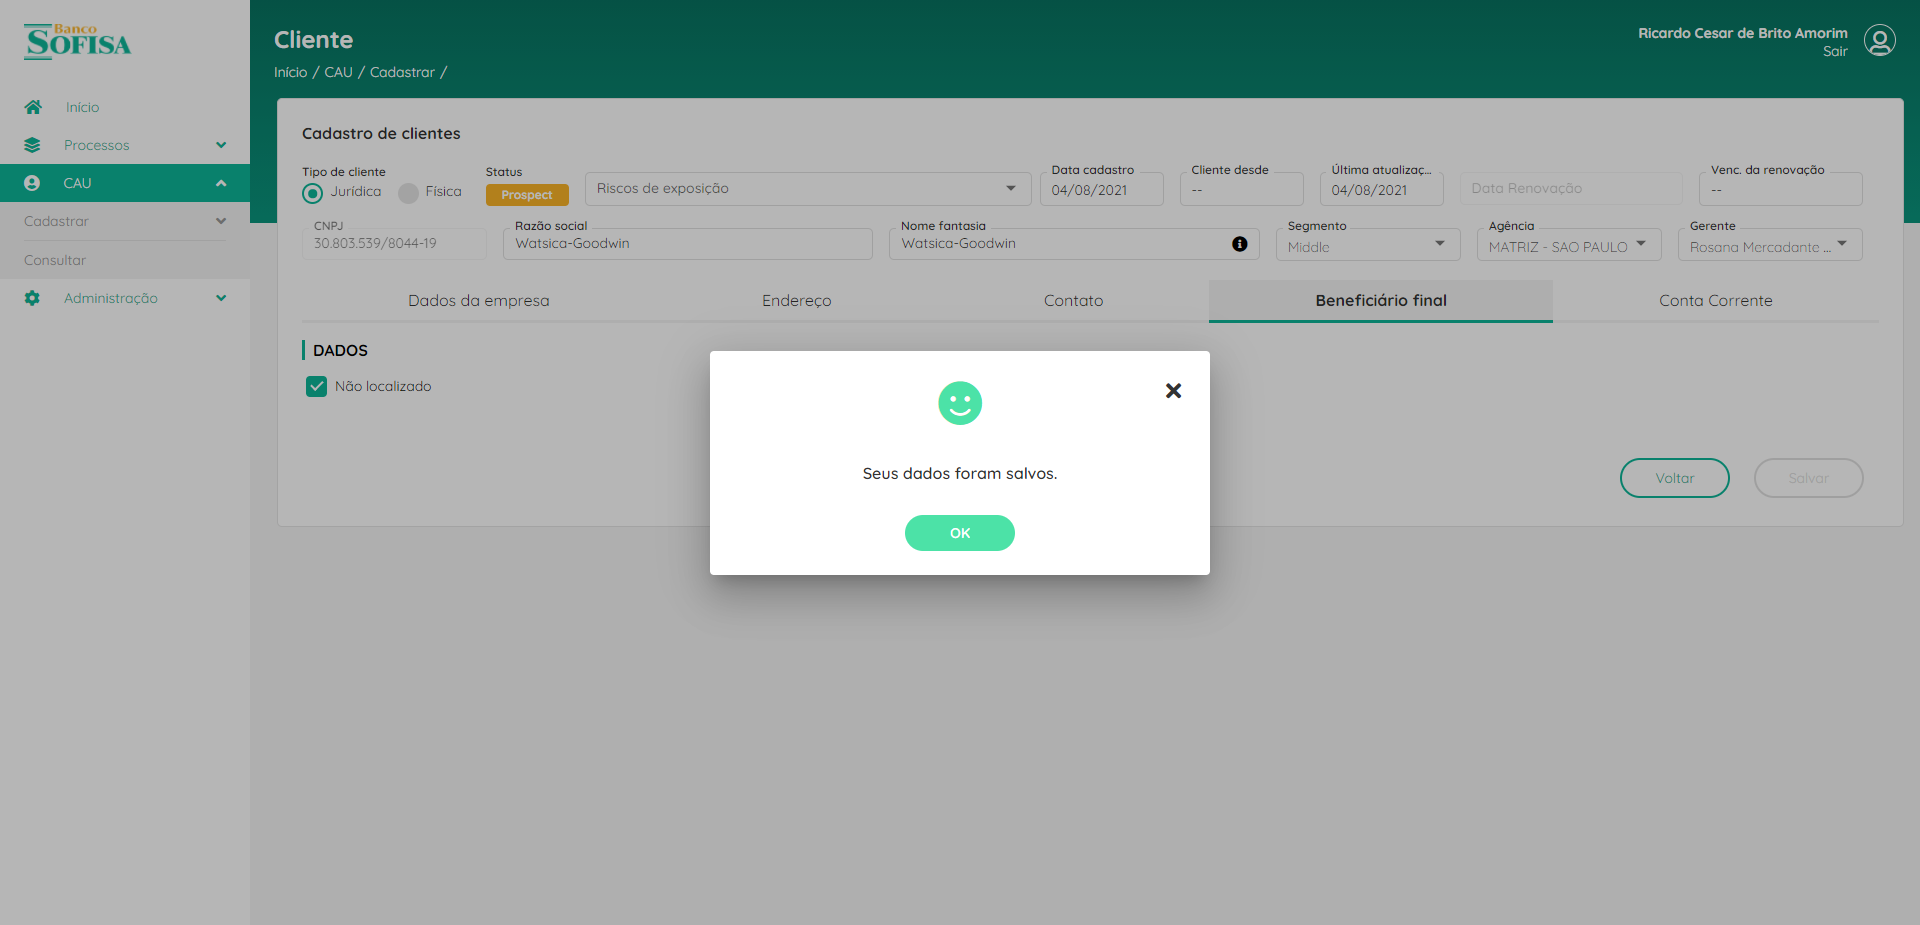 Banco
SOFISA
Início
Processos
CAU
Cadastrar
Consultar
Administração
Cliente
Início / CAU / Cadastrar /
Ricardo Cesar de Brito Amorim
Sair
Cadastro de clientes
Tipo de cliente
Jurídica
Física
Status
Prospect
Riscos de exposição
Data cadastro
04/08/2021
Cliente desde
--
Última atualizaç...
04/08/2021
Data Renovação
Venc. da renovação
--
CNPJ
30.803.539/8044-19
Razão social
Watsica-Goodwin
Nome fantasia
Watsica-Goodwin
Segmento
Middle
Agência
MATRIZ - SAO PAULO
Gerente
Rosana Mercadante ...
Dados da empresa
Endereço
Contato
Beneficiário final
Conta Corrente
DADOS
Não localizado
Seus dados foram salvos.
OK
Voltar
Salvar